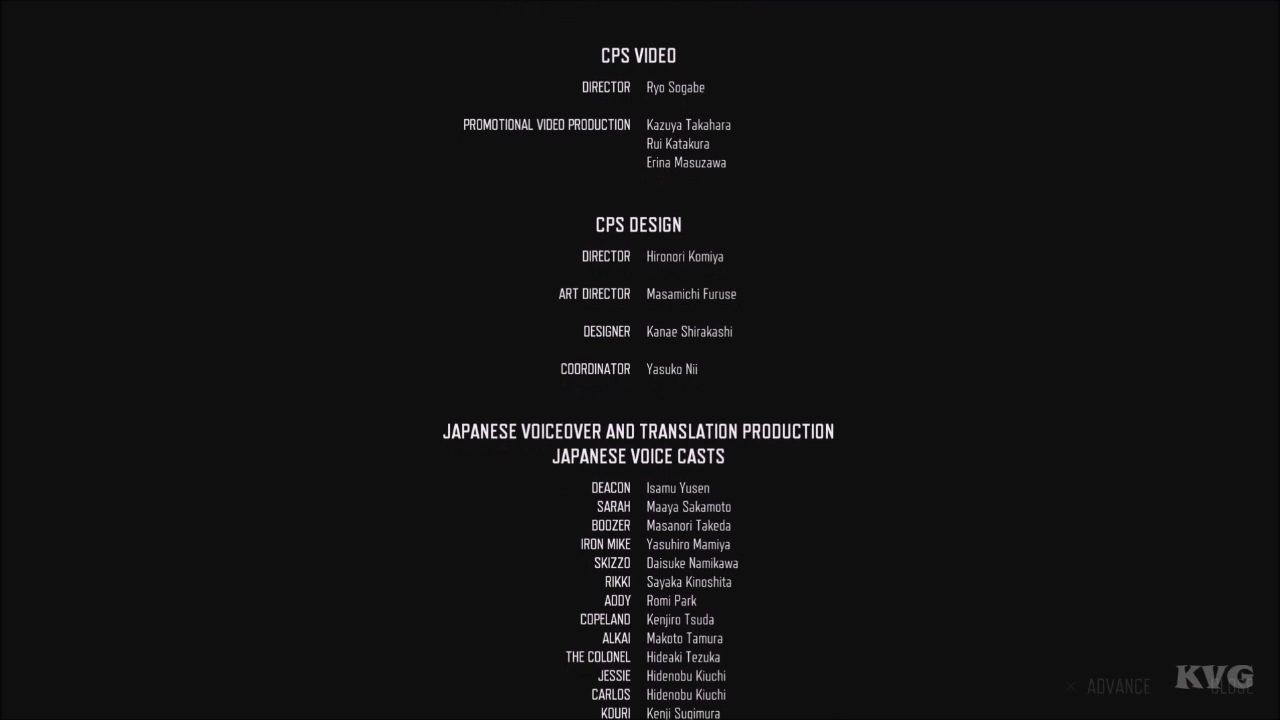 CPS VIDEO
DIRECTOR Ryo Sogabe
PROMOTIONAL VIDEO PRODUCTION Kazuya Takahara
Rui Katakura
Erina Masuzawa
CPS DESIGN
DIRECTOR Hironori Komiya
ART DIRECTOR Masamichi Furuse
DESIGNER Kanae Shirakashi
COORDINATOR Yasuko Nii
JAPANESE VOICEOVER AND TRANSLATION PRODUCTION
JAPANESE VOICE CASTS
DEACON Isamu Yusen
SARAH Maaya Sakamoto
BOOZER Masanori Takeda
IRON MIKE Yasuhiro Mamiya
SKIZZO Daisuke Namikawa
RIKKI Sayaka Kinoshita
ADDY Romi Park
COPELAND Kenjiro Tsuda
ALKAI Makoto Tamura
THE COLONEL Hideaki Tezuka
JESSIE Hidenobu Kiuchi
CARLOS Hidenobu Kiuchi
KOURI Kenji Sugimura
ADVANCE CLOSE
KVG